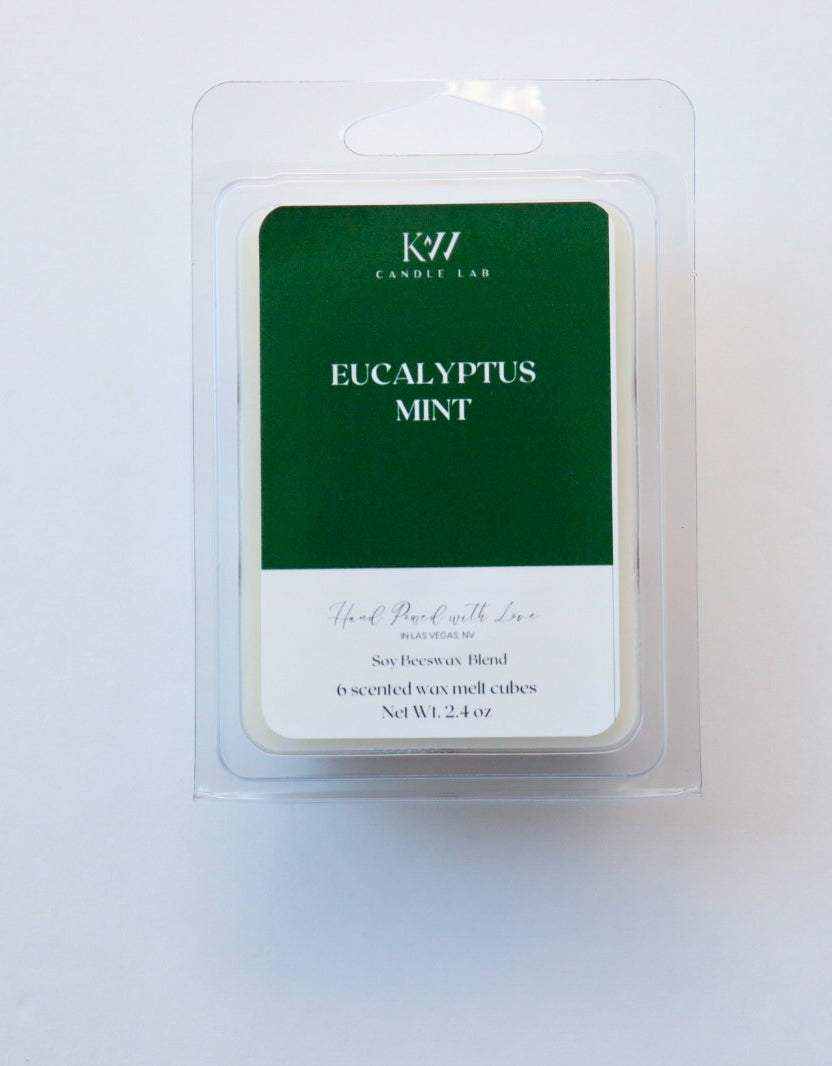 KW
CANDLE LAB
EUCALYPTUS
MINT
Hand Poured with Love
IN LAS VEGAS, NV
Soy Beeswax Blend
6 scented wax melt cubes
Net Wt. 2.4 oz